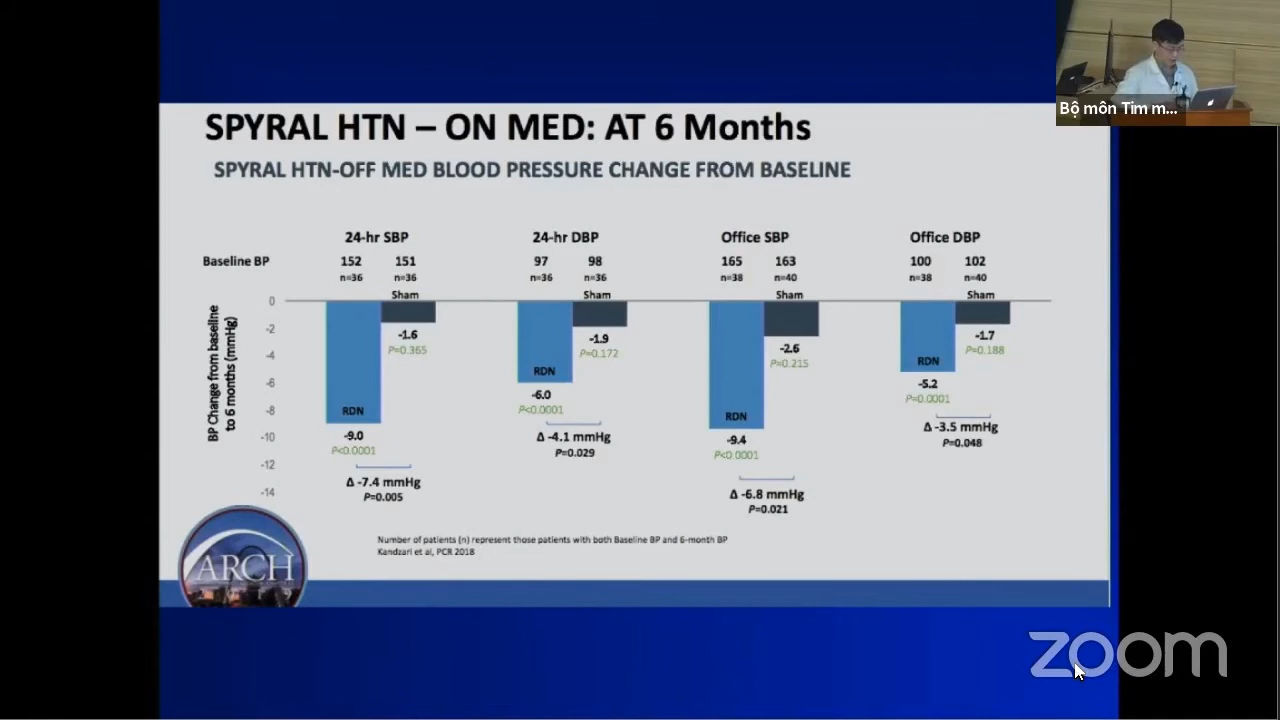 Bộ môn Tim m...
SPYRAL HTN – ON MED: AT 6 Months
SPYRAL HTN-OFF MED BLOOD PRESSURE CHANGE FROM BASELINE
24-hr SBP 24-hr DBP Office SBP Office DBP
Baseline BP 152 151 97 98 165 163 100 102
n=36 n=36 n=36 n=36 n=38 n=40 n=38 n=40
Sham Sham Sham Sham
BP Change from baseline
to 6 months (mmHg)
0
-2
-4
-6
-8
-10
-12
-14
RDN
-9.0
P<0.0001
-1.6
P=0.365
Δ -7.4 mmHg
P=0.005
RDN
-6.0
P<0.0001
-1.9
P=0.172
Δ -4.1 mmHg
P=0.029
RDN
-9.4
P<0.0001
-2.6
P=0.215
Δ -6.8 mmHg
P=0.021
RDN
-5.2
P=0.0001
-1.7
P=0.188
Δ -3.5 mmHg
P=0.048
Number of patients (n) represent those patients with both Baseline BP and 6-month BP
Kandzari et al, PCR 2018
ARCH
zoom